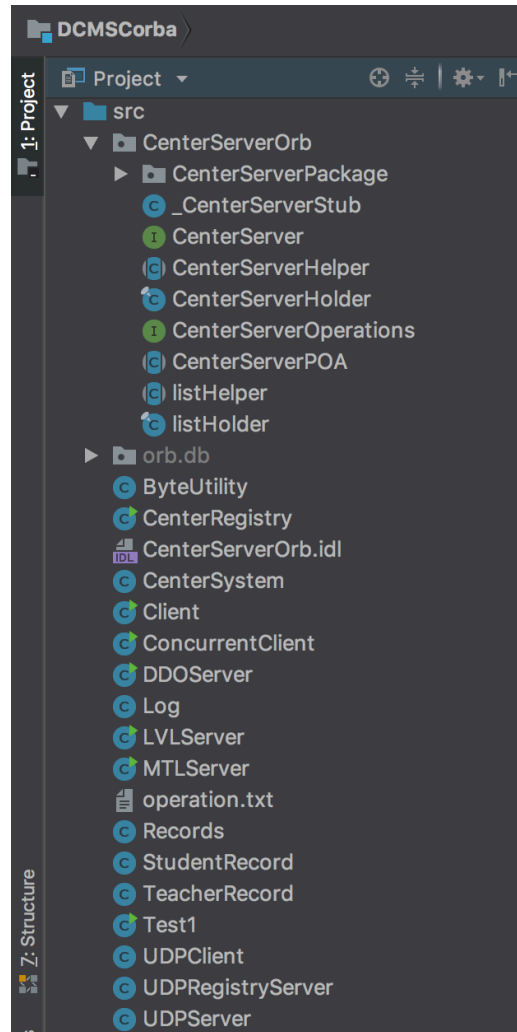 DCMSCorba
Project
1: Project
src
CenterServerOrb
CenterServerPackage
_CenterServerStub
CenterServer
CenterServerHelper
CenterServerHolder
CenterServerOperations
CenterServerPOA
listHelper
listHolder
orb.db
ByteUtility
CenterRegistry
CenterServerOrb.idl
CenterSystem
Client
ConcurrentClient
DDOServer
Log
LVLServer
MTLServer
operation.txt
Records
StudentRecord
TeacherRecord
Test1
UDPClient
UDPRegistryServer
UDPServer
7: Structure